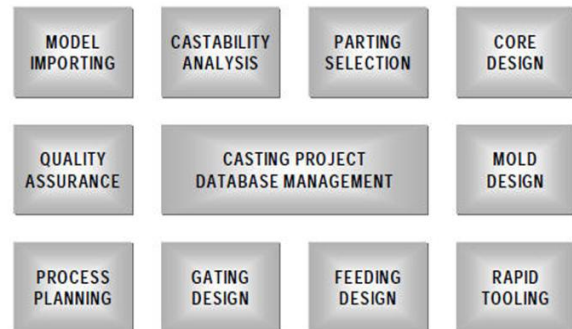 MODEL
IMPORTING
CASTABILITY
ANALYSIS
PARTING
SELECTION
CORE
DESIGN
QUALITY
ASSURANCE
CASTING PROJECT
DATABASE MANAGEMENT
MOLD
DESIGN
PROCESS
PLANNING
GATING
DESIGN
FEEDING
DESIGN
RAPID
TOOLING